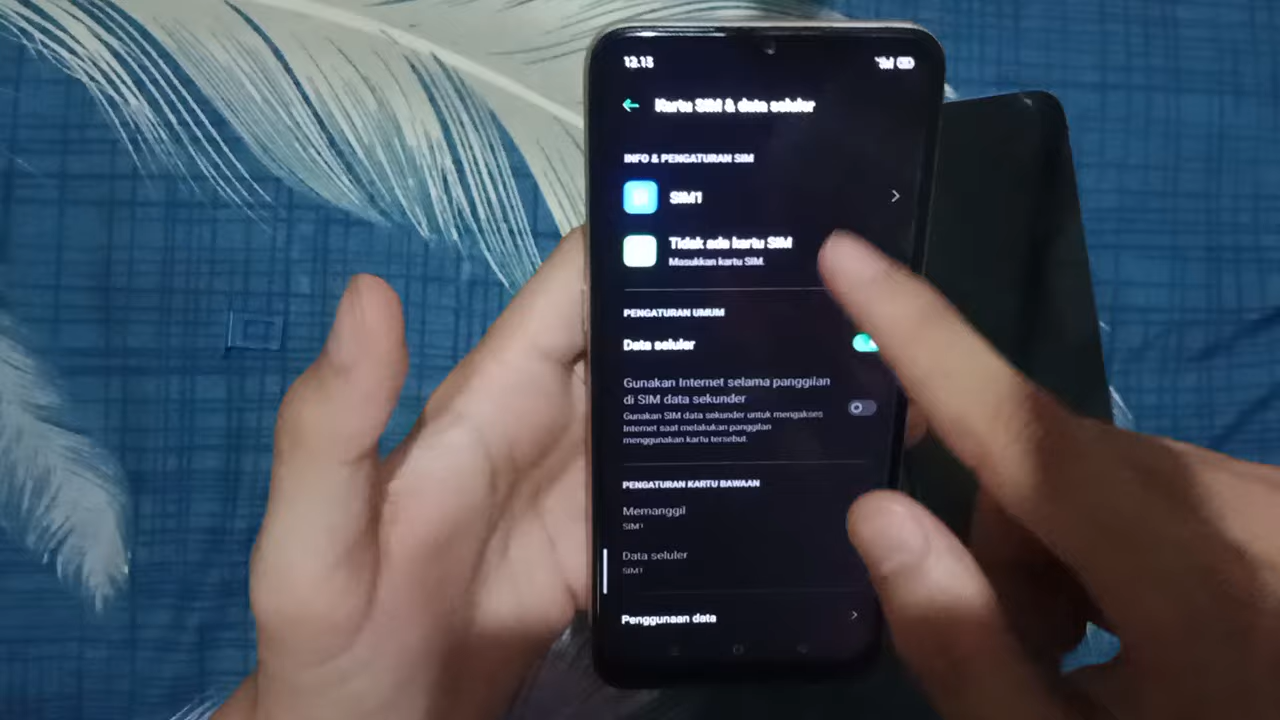 12.13
Kartu SIM & data seluler
INFO & PENGATURAN SIM
SIM1
Tidak ada kartu SIM
Masukkan kartu SIM.
PENGATURAN UMUM
Data seluler
Gunakan Internet selama panggilan
di SIM data sekunder
Gunakan SIM data sekunder untuk mengakses
Internet saat melakukan panggilan
menggunakan kartu tersebut.
PENGATURAN KARTU BAWAAN
Memanggil
SIM1
Data seluler
SIM1
Penggunaan data